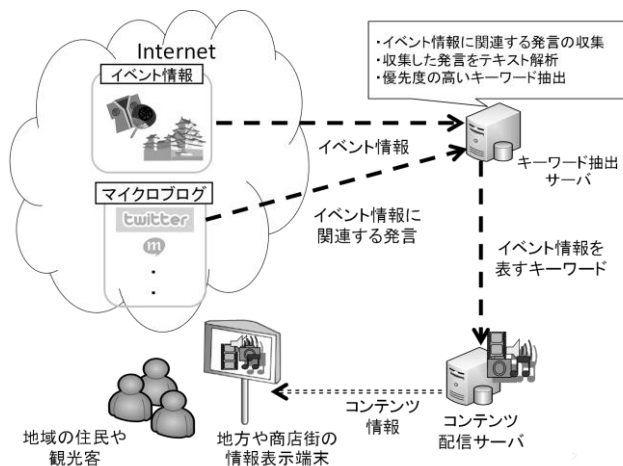 Internet
イベント情報
マイクロブログ
twitter
m
・イベント情報に関連する発言の収集
・収集した発言をテキスト解析
・優先度の高いキーワード抽出
イベント情報
キーワード抽出
サーバ
イベント情報に
関連する発言
イベント情報を
表すキーワード
コンテンツ
情報
コンテンツ
配信サーバ
地域の住民や
観光客
地方や商店街の
情報表示端末